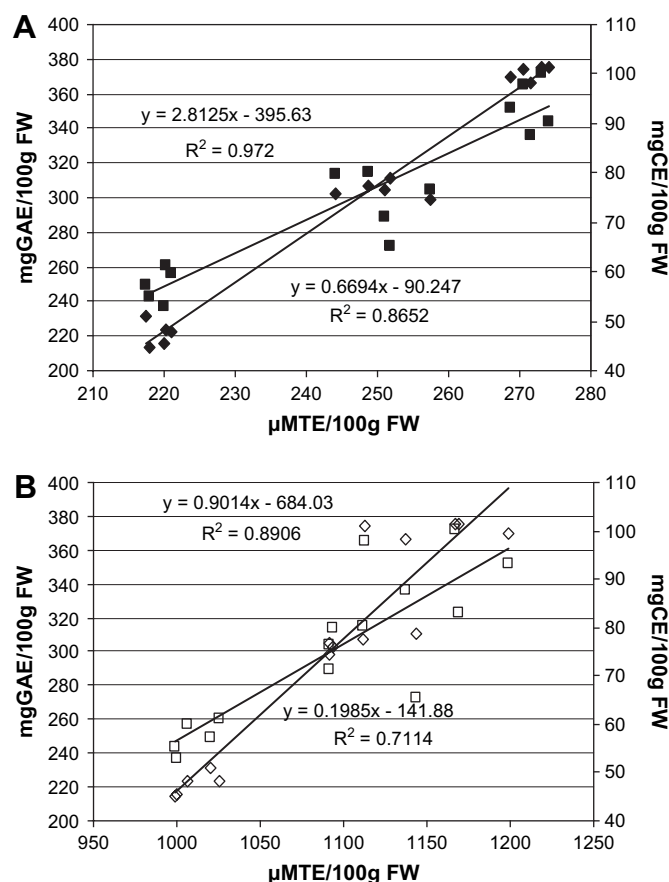 A
400
380
360
340
320
300
280
260
240
220
200
mgGAE/100g FW
110
100
90
80
70
60
50
40
mgCE/100g FW
y = 2.8125x - 395.63
R² = 0.972
y = 0.6694x - 90.247
R² = 0.8652
210 220 230 240 250 260 270 280
µMTE/100g FW
B
400
380
360
340
320
300
280
260
240
220
200
mgGAE/100g FW
110
100
90
80
70
60
50
40
mgCE/100g FW
y = 0.9014x - 684.03
R² = 0.8906
y = 0.1985x - 141.88
R² = 0.7114
950 1000 1050 1100 1150 1200 1250
µMTE/100g FW